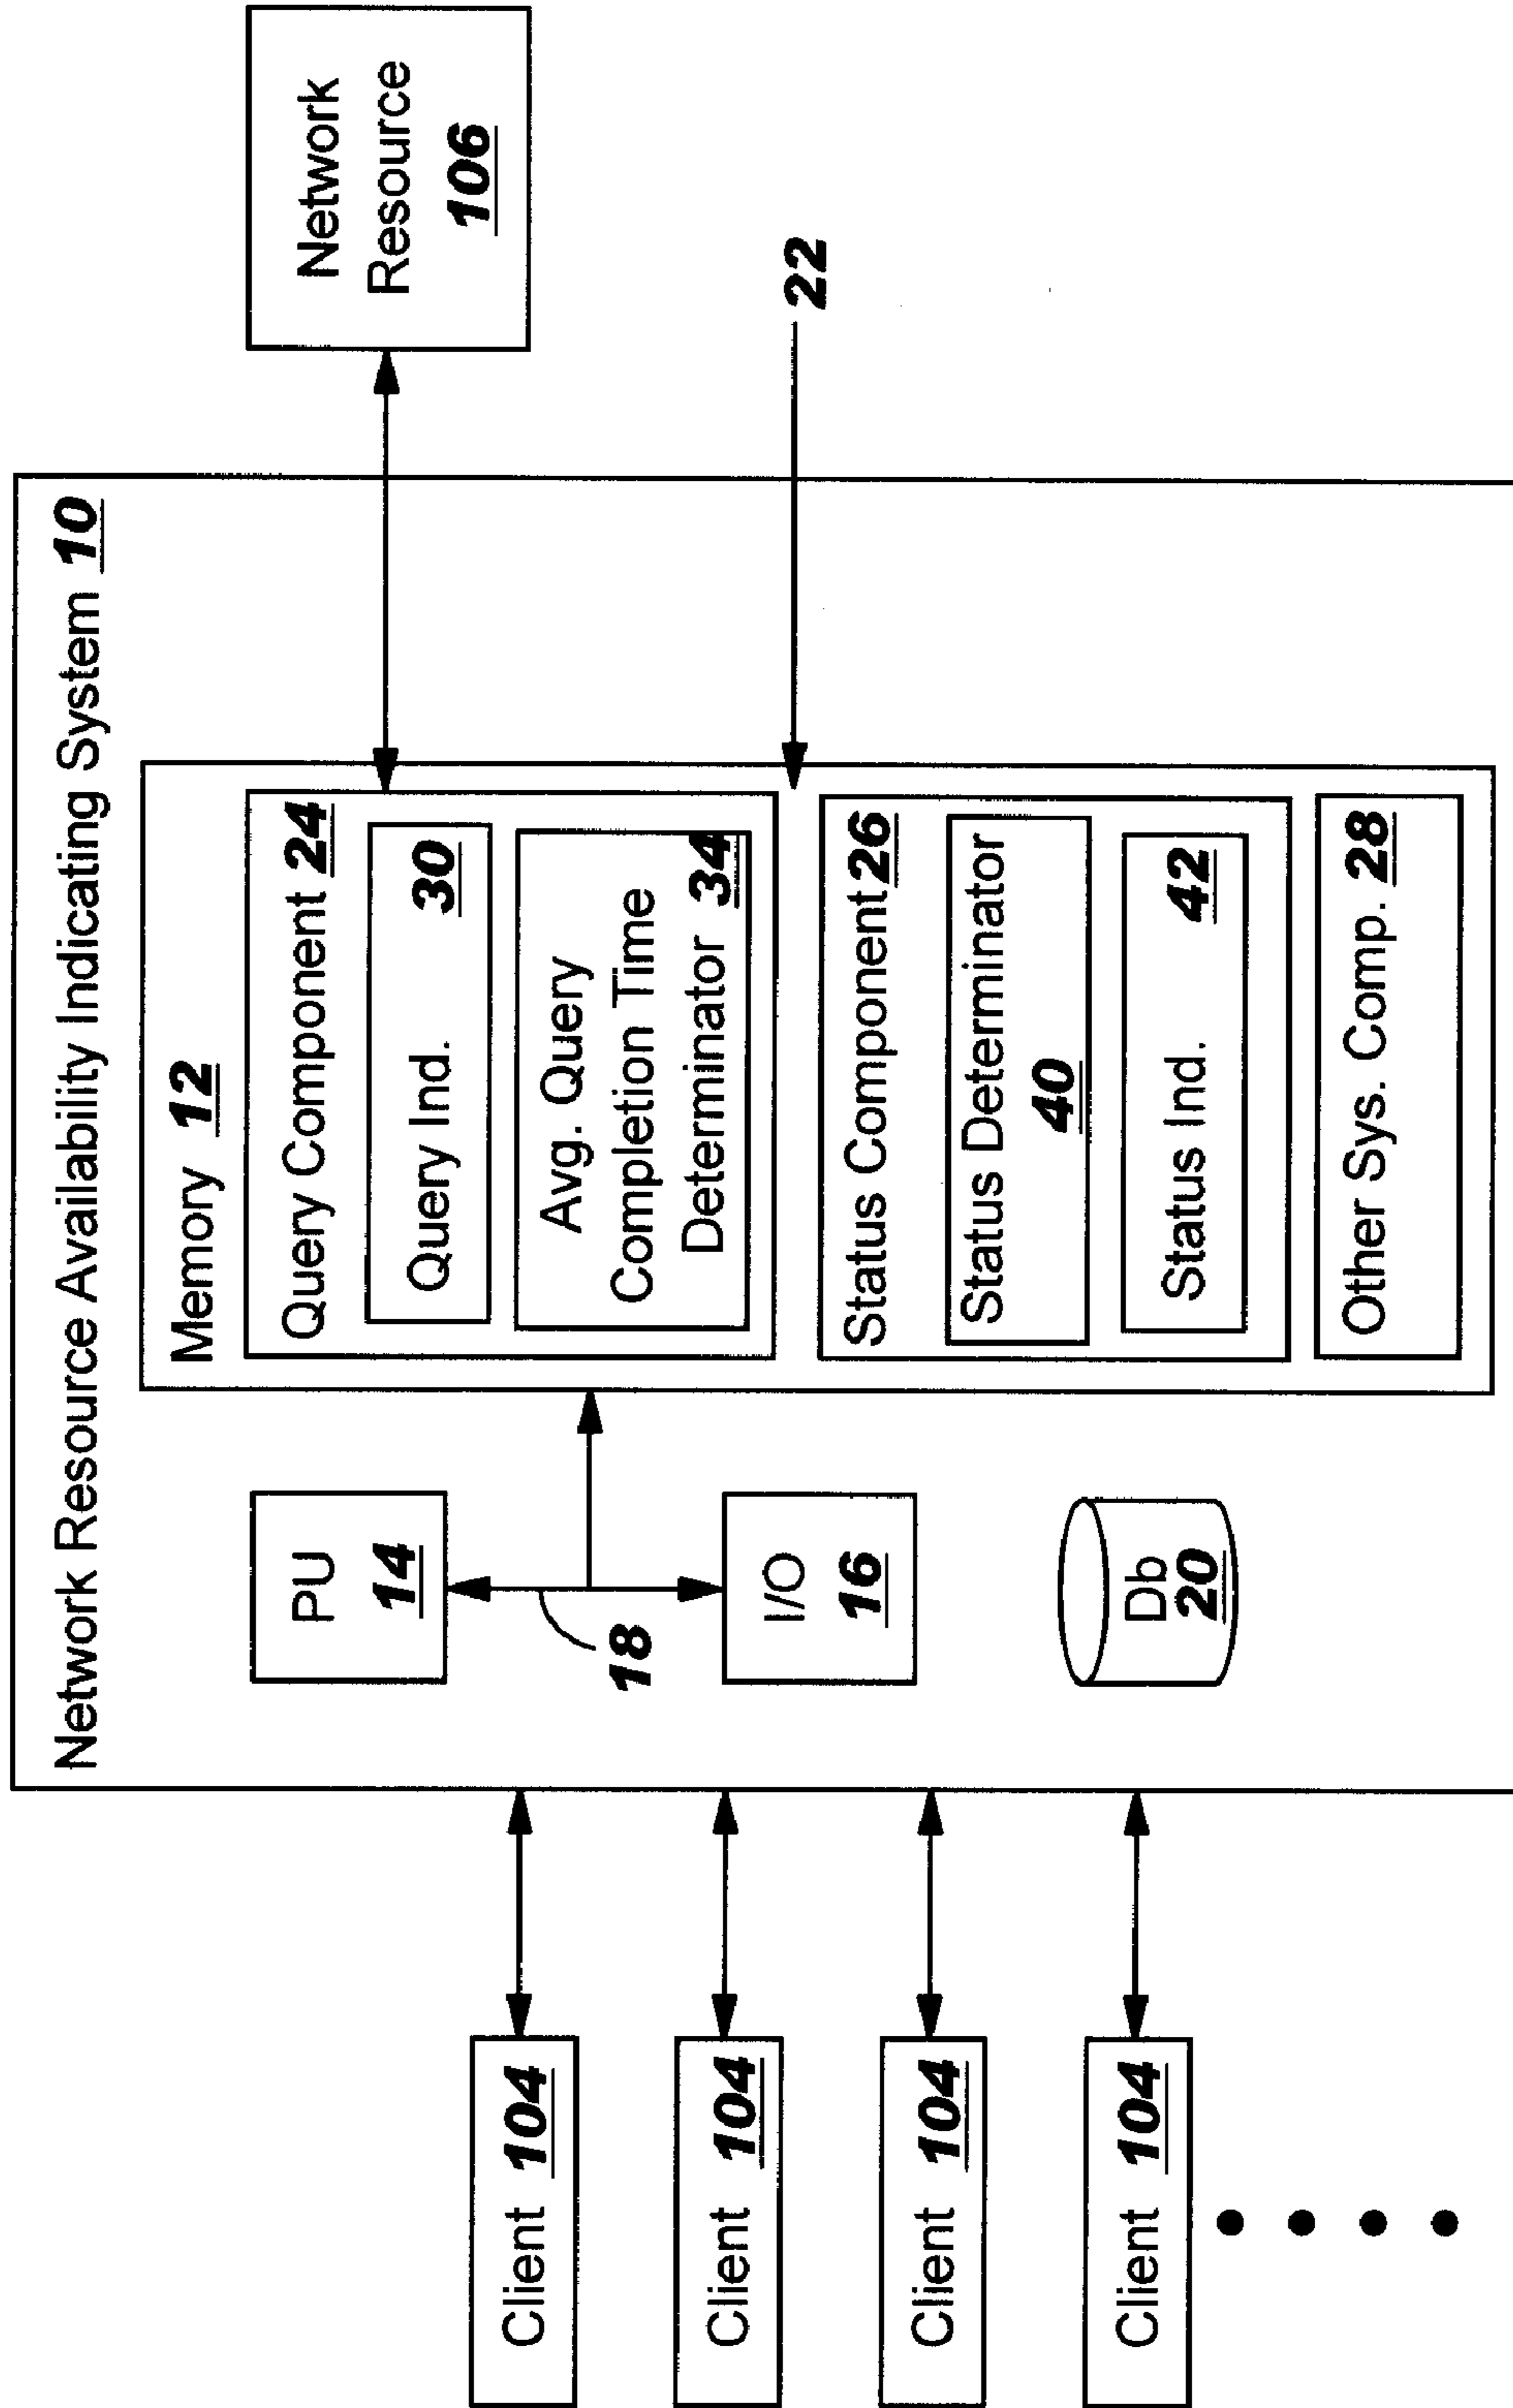 Network Resource Availability Indicating System 10
Client 104
Client 104
Client 104
Client 104
PU
14
18
I/O
16
Db
20
Memory 12
Query Component 24
Query Ind. 30
Avg. Query
Completion Time
Determinator 34
Status Component 26
Status Determinator
40
Status Ind. 42
Other Sys. Comp. 28
22
Network
Resource
106